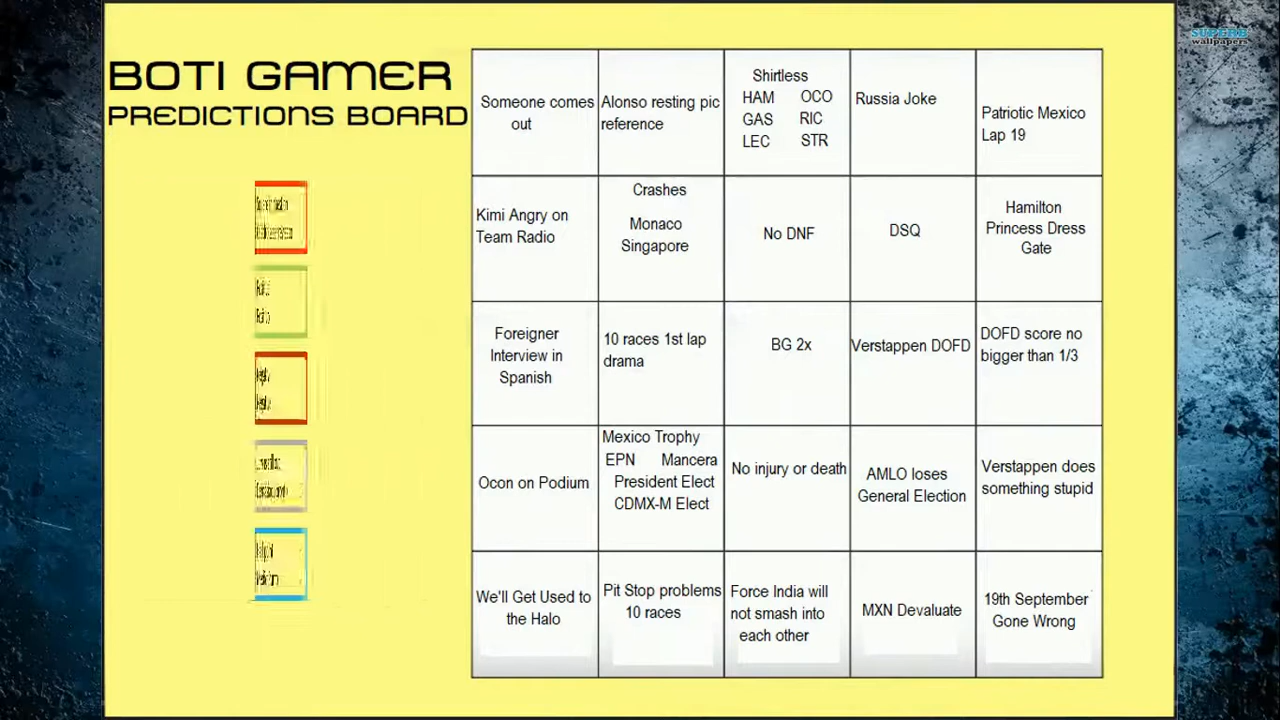 SUPERB
wallpapers
BOTI GAMER
PREDICTIONS BOARD
Someone comes
out
Alonso resting pic
reference
Shirtless
HAM OCO
GAS RIC
LEC STR
Russia Joke
Patriotic Mexico
Lap 19
Kimi Angry on
Team Radio
Crashes
Monaco
Singapore
No DNF
DSQ
Hamilton
Princess Dress
Gate
Foreigner
Interview in
Spanish
10 races 1st lap
drama
BG 2x
Verstappen DOFD
DOFD score no
bigger than 1/3
Ocon on Podium
Mexico Trophy
EPN Mancera
President Elect
CDMX-M Elect
No injury or death
AMLO loses
General Election
Verstappen does
something stupid
We'll Get Used to
the Halo
Pit Stop problems
10 races
Force India will
not smash into
each other
MXN Devaluate
19th September
Gone Wrong